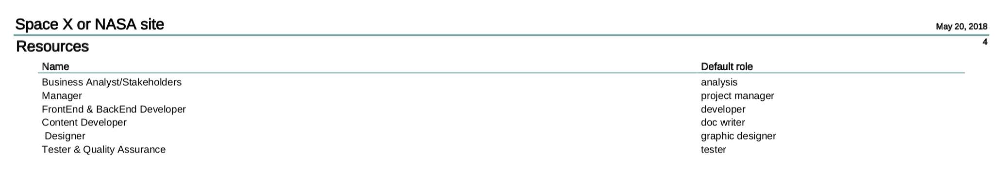 Space X or NASA site
May 20, 2018
Resources
4
Name Default role
Business Analyst/Stakeholders analysis
Manager project manager
FrontEnd & BackEnd Developer developer
Content Developer doc writer
Designer graphic designer
Tester & Quality Assurance tester